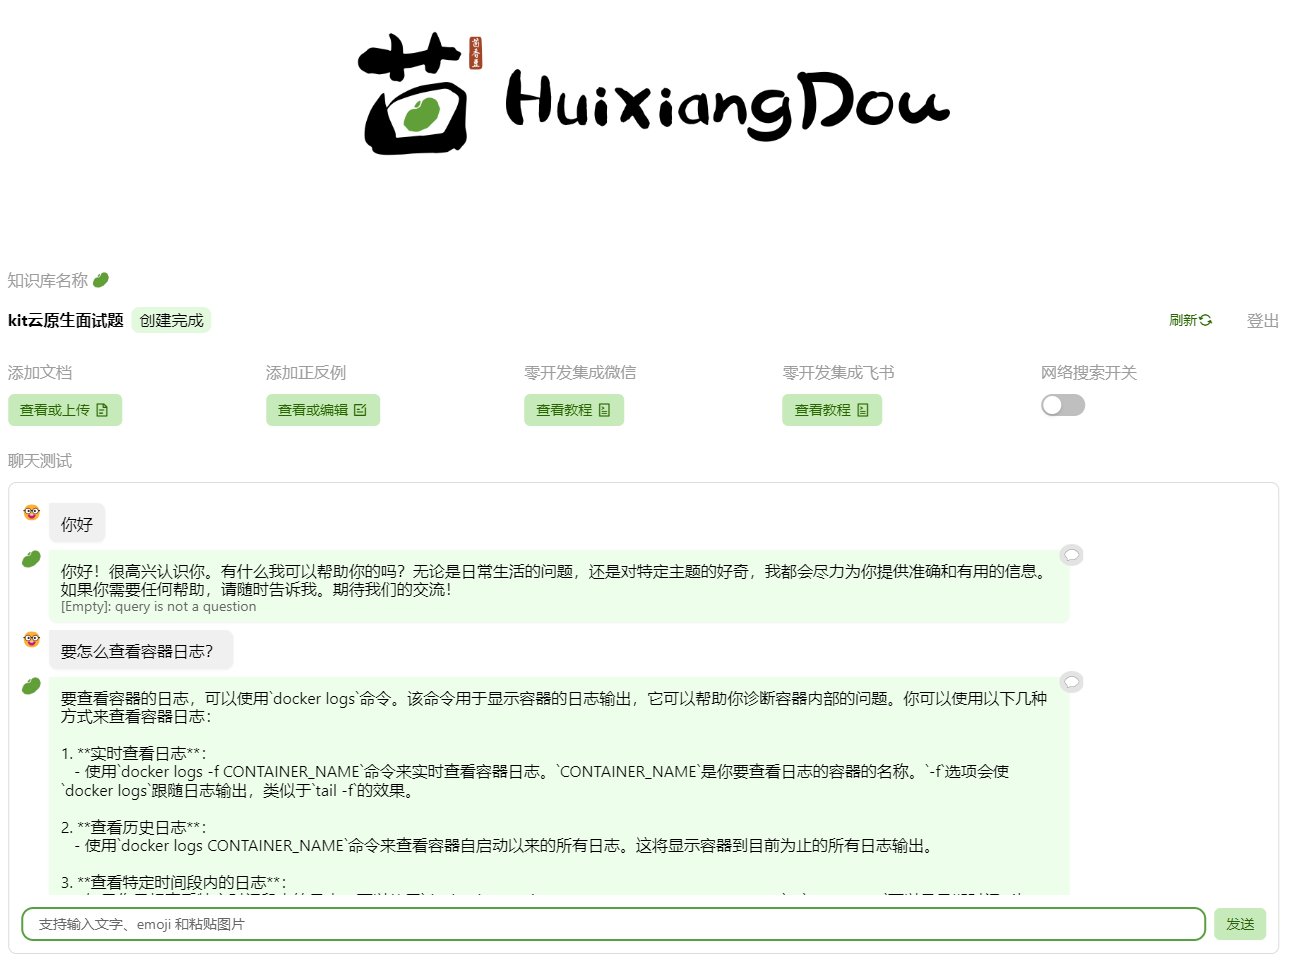 茴
茴香豆
HuixiangDou
知识库名称
kit云原生面试题 创建完成 刷新 登出
添加文档 添加正反例 零开发集成微信 零开发集成飞书 网络搜索开关
查看或上传 查看或编辑 查看教程 查看教程
聊天测试
你好
你好！很高兴认识你。有什么我可以帮助你的吗？无论是日常生活的问题，还是对特定主题的好奇，我都会尽力为你提供准确和有用的信息。
如果你需要任何帮助，请随时告诉我。期待我们的交流！
[Empty]: query is not a question
要怎么查看容器日志？
要查看容器的日志，可以使用`docker logs`命令。该命令用于显示容器的日志输出，它可以帮助你诊断容器内部的问题。你可以使用以下几种
方式来查看容器日志：
1. **实时查看日志**：
- 使用`docker logs -f CONTAINER_NAME`命令来实时查看容器日志。`CONTAINER_NAME`是你要查看日志的容器的名称。`-f`选项会使
`docker logs`跟随日志输出，类似于`tail -f`的效果。
2. **查看历史日志**：
- 使用`docker logs CONTAINER_NAME`命令来查看容器自启动以来的所有日志。这将显示容器到目前为止的所有日志输出。
3. **查看特定时间段内的日志**：
支持输入文字、emoji 和粘贴图片 发送